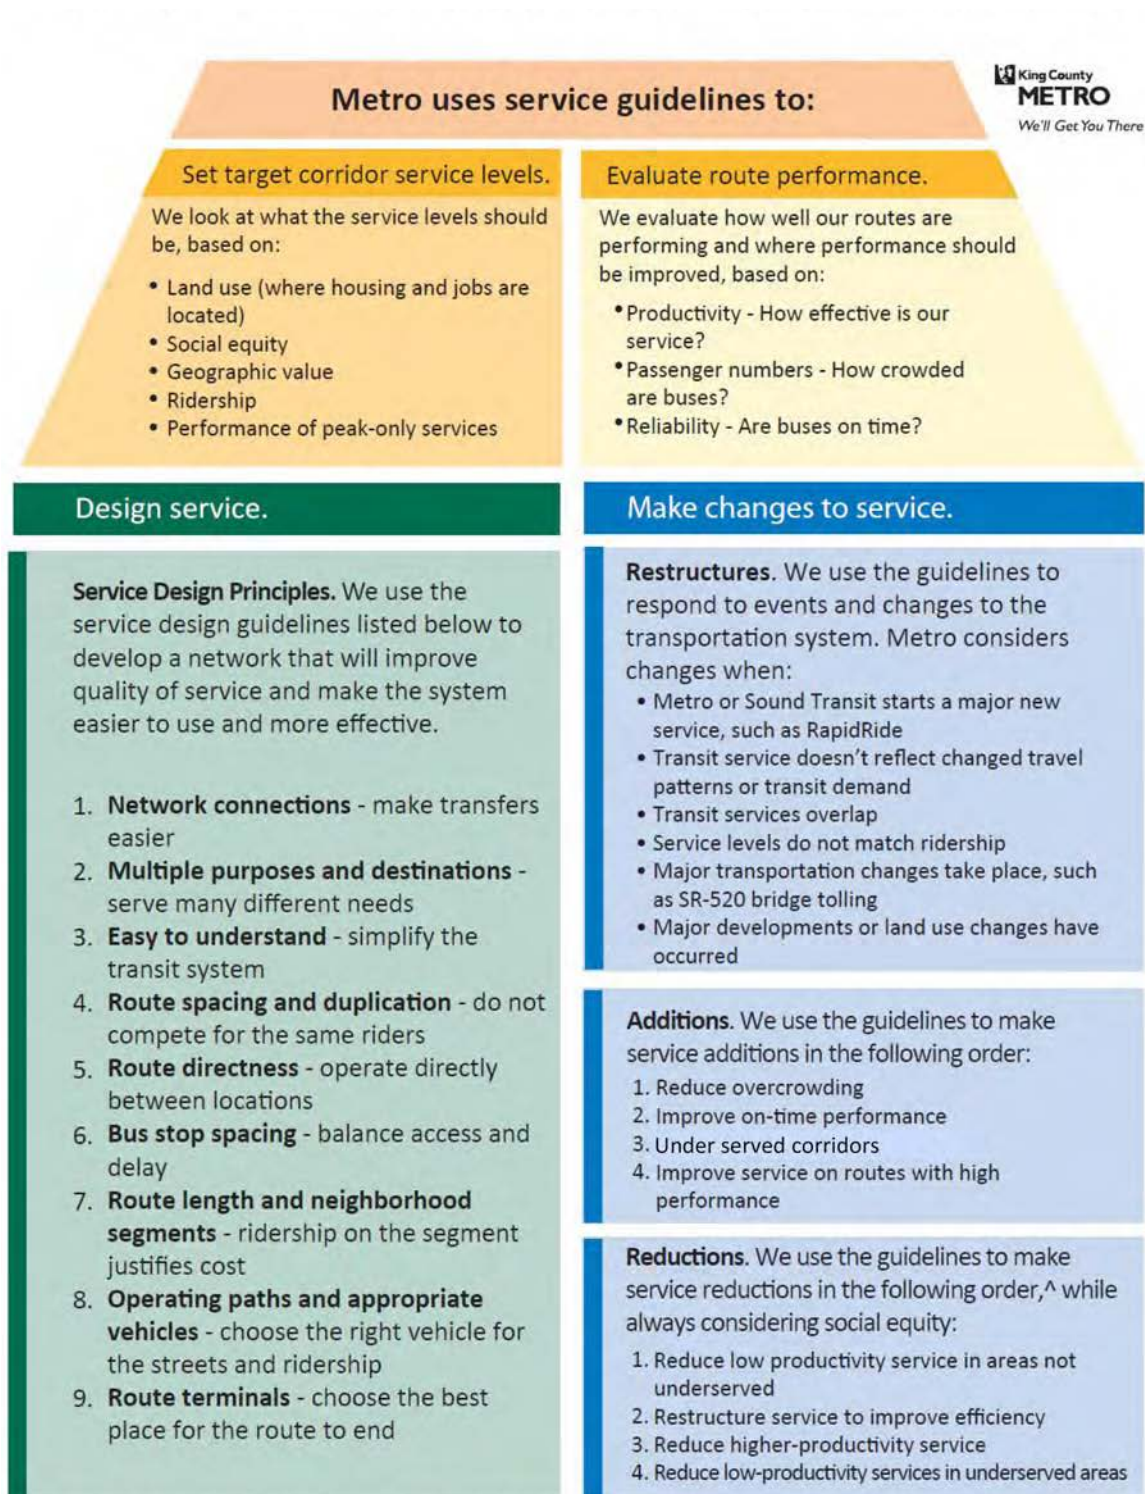 Metro uses service guidelines to:
King County
METRO
We'll Get You There
Set target corridor service levels.
We look at what the service levels should
be, based on:
• Land use (where housing and jobs are
located)
• Social equity
• Geographic value
• Ridership
• Performance of peak-only services
Evaluate route performance.
We evaluate how well our routes are
performing and where performance should
be improved, based on:
• Productivity - How effective is our
service?
• Passenger numbers - How crowded
are buses?
• Reliability - Are buses on time?
Design service.
Service Design Principles. We use the
service design guidelines listed below to
develop a network that will improve
quality of service and make the system
easier to use and more effective.
1. Network connections - make transfers
easier
2. Multiple purposes and destinations -
serve many different needs
3. Easy to understand - simplify the
transit system
4. Route spacing and duplication - do not
compete for the same riders
5. Route directness - operate directly
between locations
6. Bus stop spacing - balance access and
delay
7. Route length and neighborhood
segments - ridership on the segment
justifies cost
8. Operating paths and appropriate
vehicles - choose the right vehicle for
the streets and ridership
9. Route terminals - choose the best
place for the route to end
Make changes to service.
Restructures. We use the guidelines to
respond to events and changes to the
transportation system. Metro considers
changes when:
• Metro or Sound Transit starts a major new
service, such as RapidRide
• Transit service doesn't reflect changed travel
patterns or transit demand
• Transit services overlap
• Service levels do not match ridership
• Major transportation changes take place, such
as SR-520 bridge tolling
• Major developments or land use changes have
occurred
Additions. We use the guidelines to make
service additions in the following order:
1. Reduce overcrowding
2. Improve on-time performance
3. Under served corridors
4. Improve service on routes with high
performance
Reductions. We use the guidelines to make
service reductions in the following order,^ while
always considering social equity:
1. Reduce low productivity service in areas not
underserved
2. Restructure service to improve efficiency
3. Reduce higher-productivity service
4. Reduce low-productivity services in underserved areas